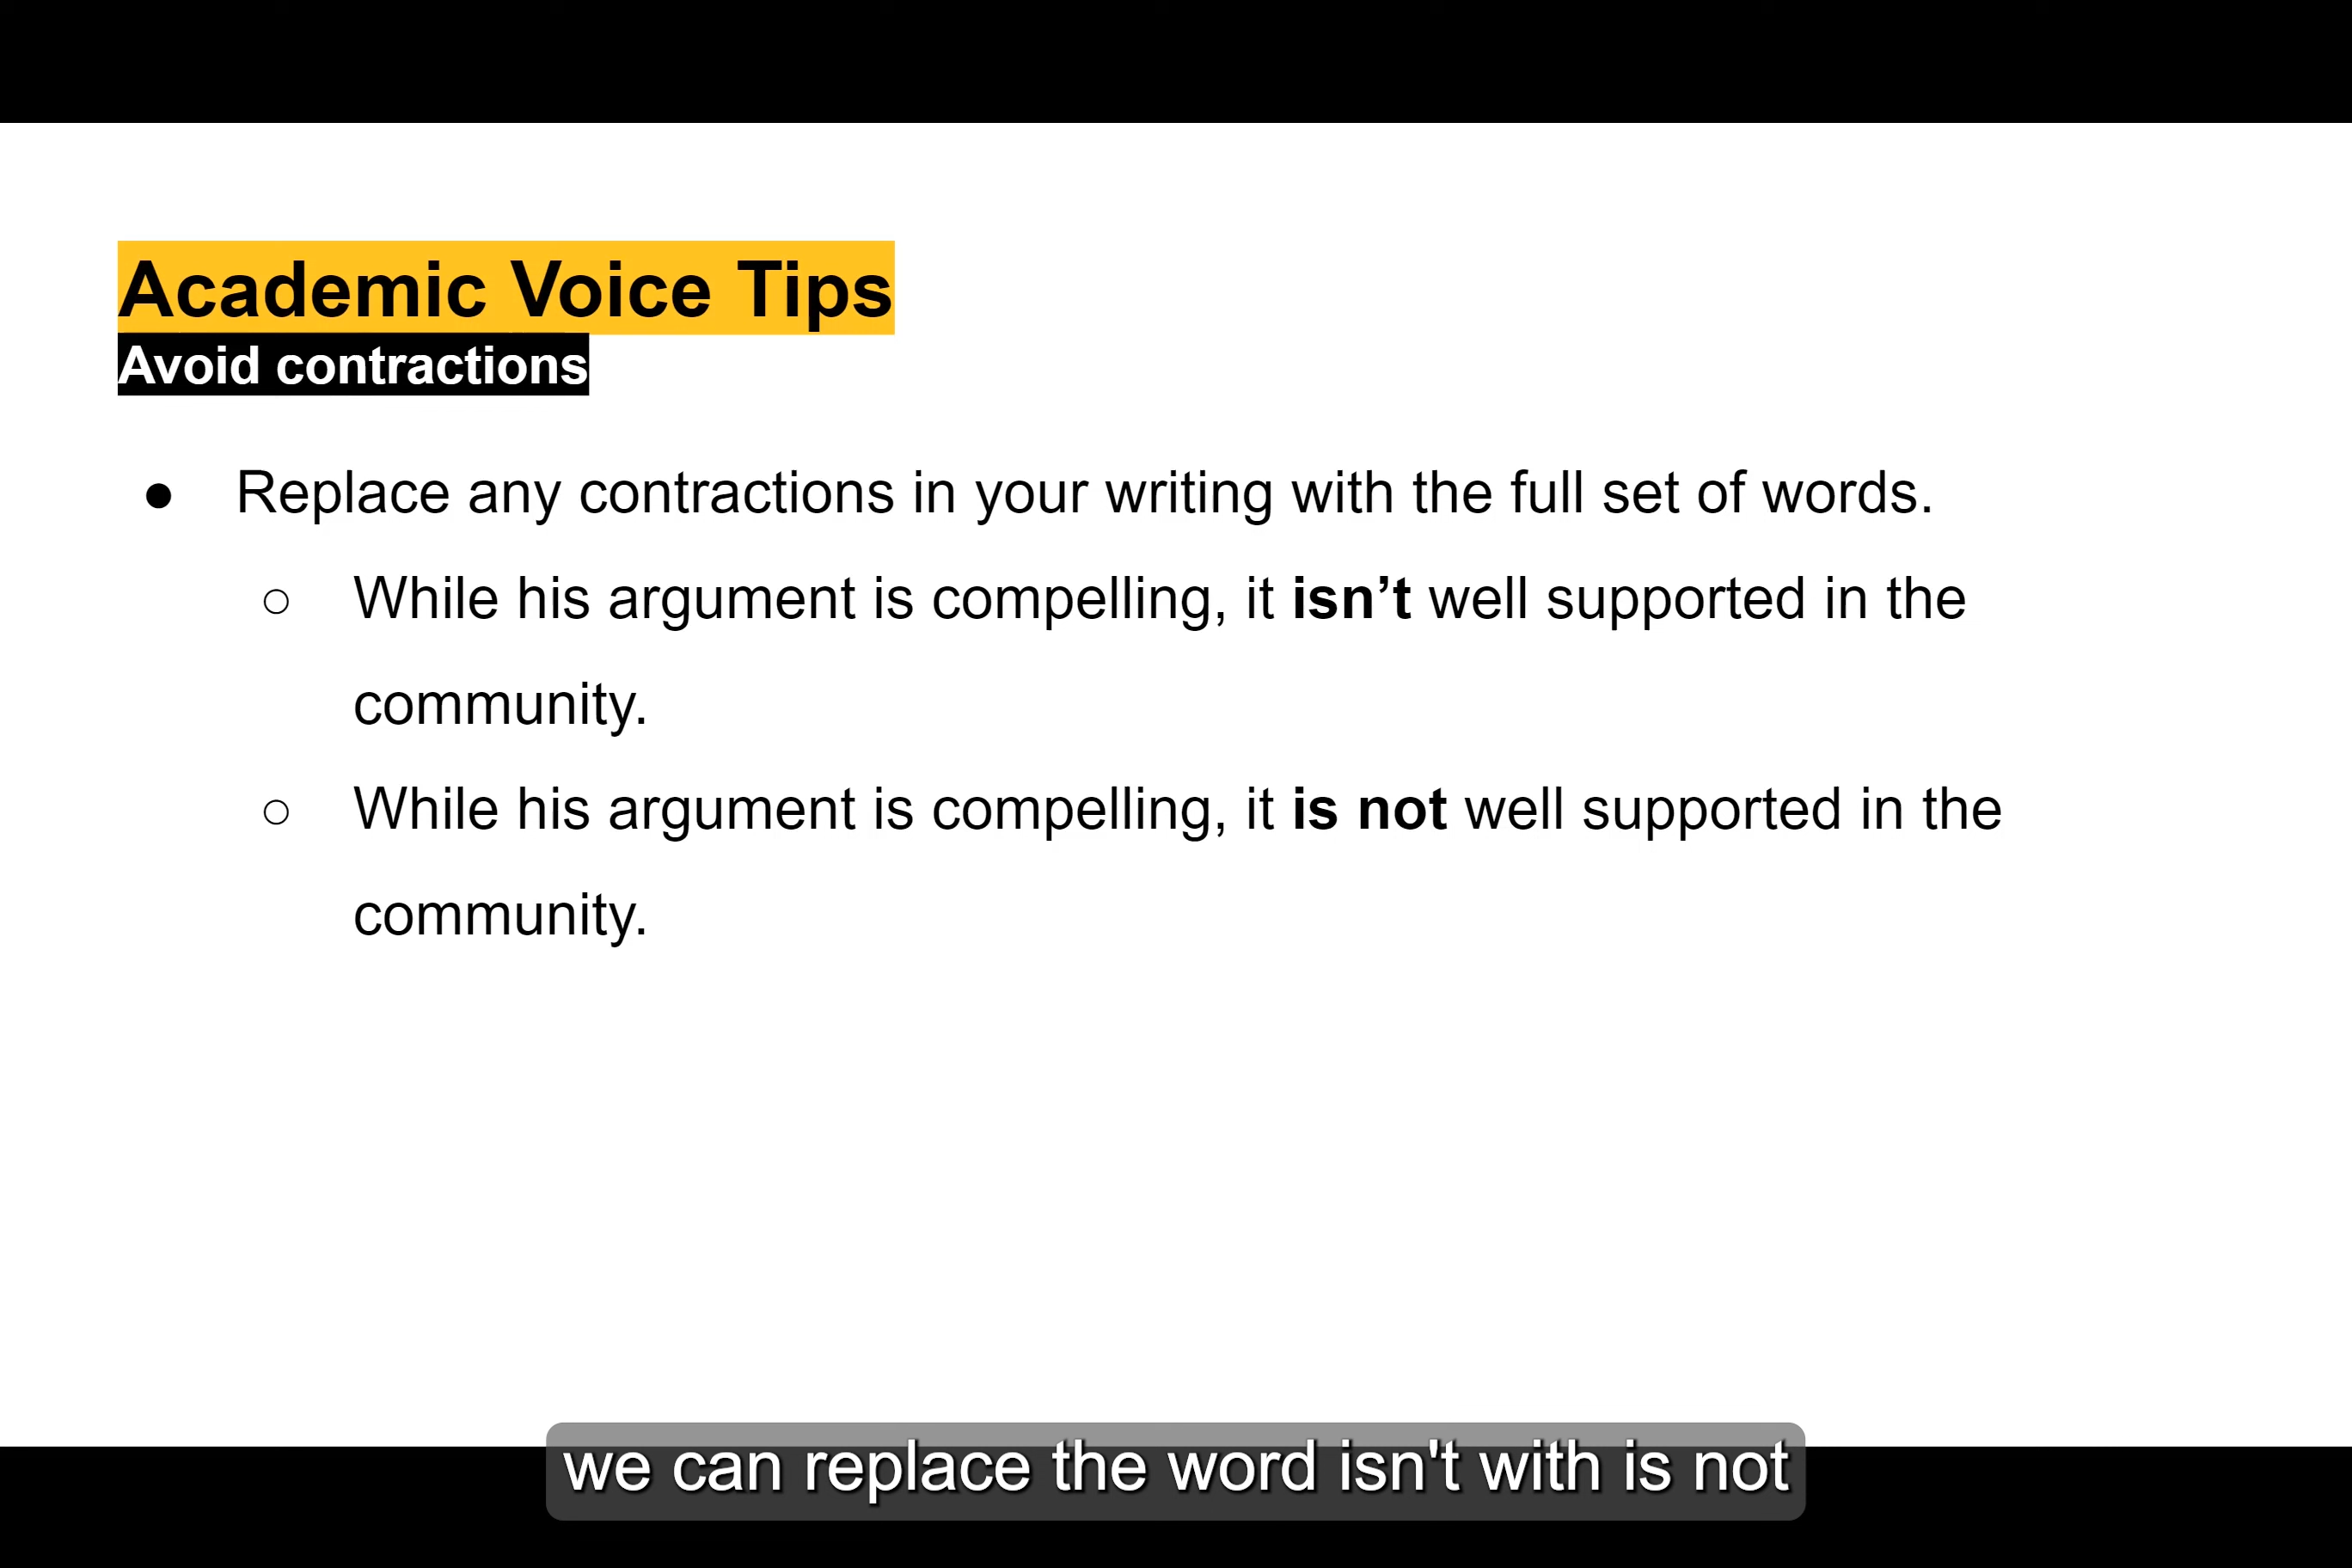 Academic Voice Tips
Avoid contractions
● Replace any contractions in your writing with the full set of words.
○ While his argument is compelling, it isn’t well supported in the
community.
○ While his argument is compelling, it is not well supported in the
community.
we can replace the word isn't with is not